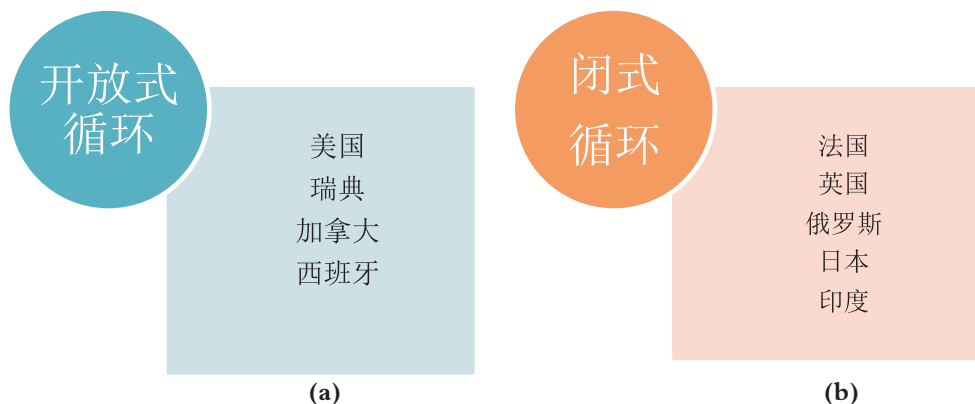 开放式
循环
美国
瑞典
加拿大
西班牙
(a)
闭式
循环
法国
英国
俄罗斯
日本
印度
(b)